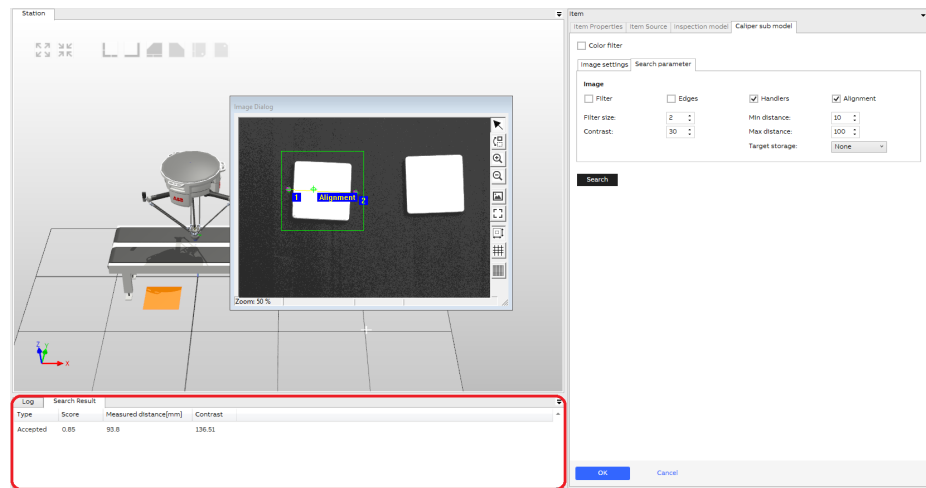 Station
Item
Item Properties
Item Source
Inspection model
Caliper sub model
Color filter
Image settings
Search parameter
Image
Filter
Edges
Handlers
Alignment
Filter size:
2
Min distance:
10
Contrast:
30
Max distance:
100
Target storage:
None
Search
Image Dialog
1
Alignment
2
Zoom: 50 %
ABB
Z
Y
X
Log
Search Result
Type
Score
Measured distance[mm]
Contrast
Accepted
0.85
93.8
136.51
OK
Cancel